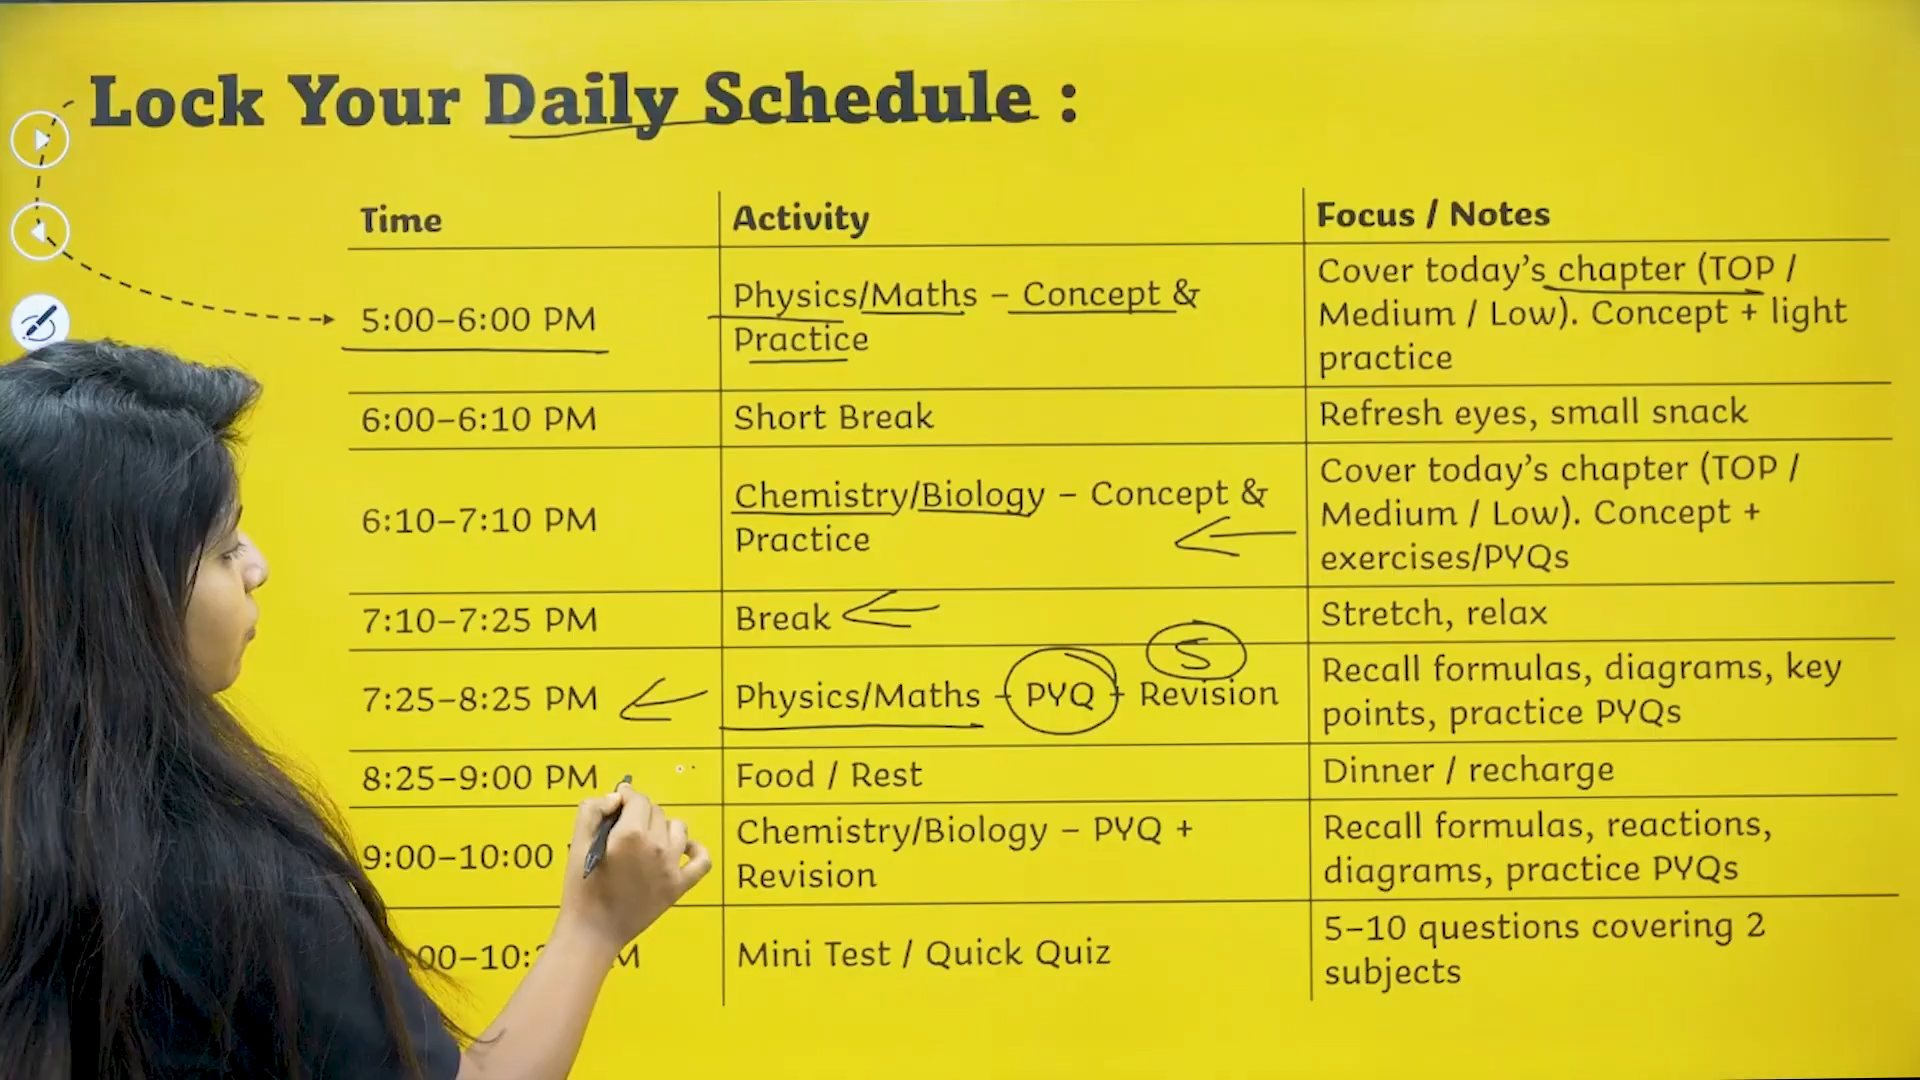 Lock Your Daily Schedule :
Time
Activity
Focus / Notes
5:00–6:00 PM
Physics/Maths – Concept &
Practice
Cover today's chapter (TOP /
Medium / Low). Concept + light
practice
6:00–6:10 PM
Short Break
Refresh eyes, small snack
6:10–7:10 PM
Chemistry/Biology – Concept &
Practice
Cover today's chapter (TOP /
Medium / Low). Concept +
exercises/PYQs
7:10–7:25 PM
Break
Stretch, relax
S
7:25–8:25 PM
Physics/Maths – PYQ + Revision
Recall formulas, diagrams, key
points, practice PYQs
8:25–9:00 PM
Food / Rest
Dinner / recharge
9:00–10:00
Chemistry/Biology – PYQ +
Revision
Recall formulas, reactions,
diagrams, practice PYQs
Mini Test / Quick Quiz
5–10 questions covering 2
subjects